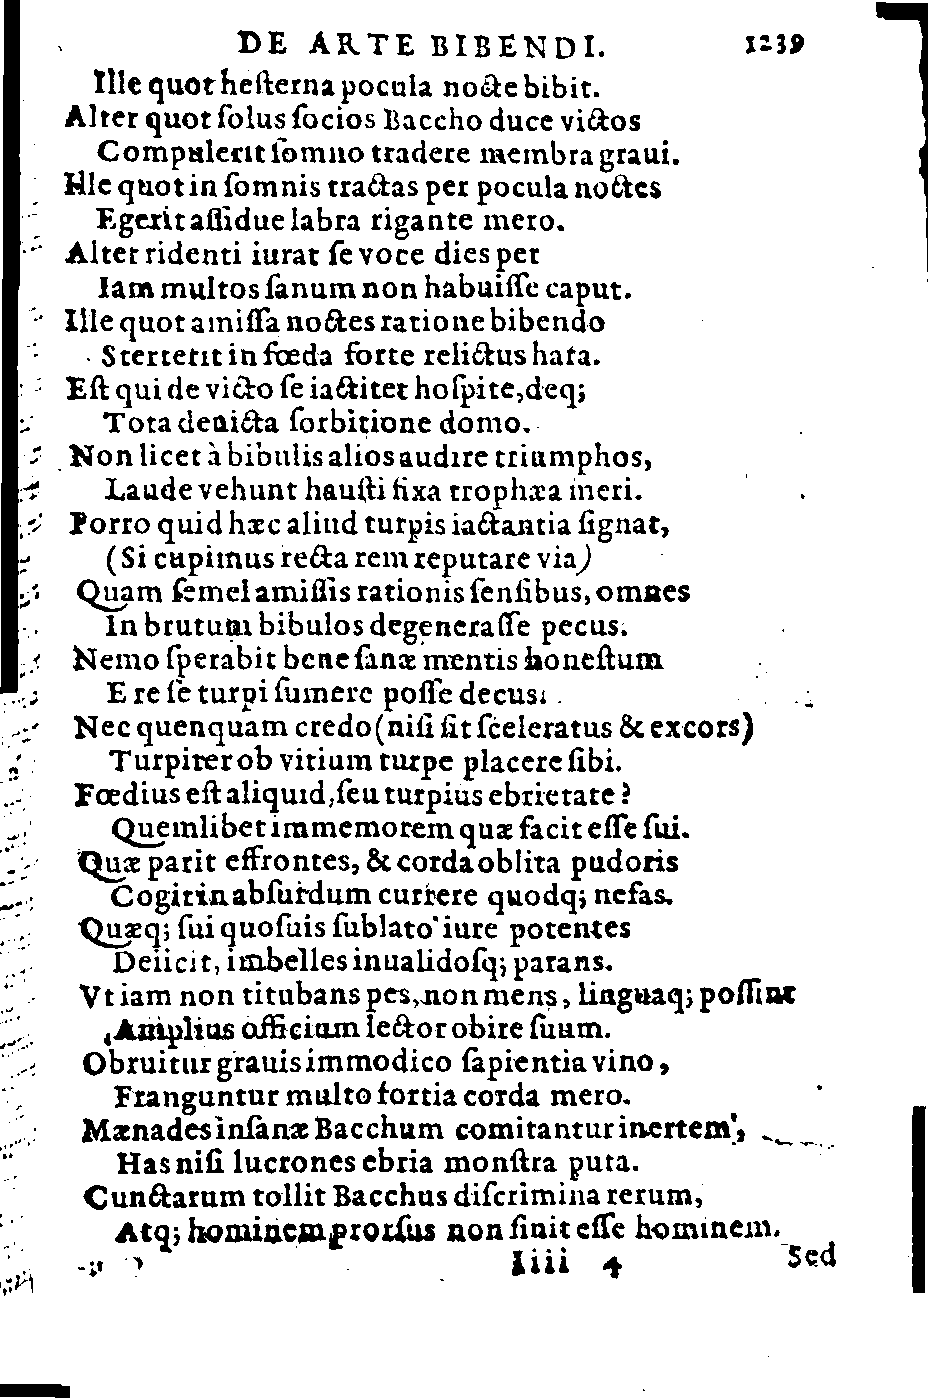 DE ARTE BIBENDI. 1239
Ille quot heſterna pocula nocte bibit.
Alter quot ſolus ſocios Baccho duce victos
Compulerit ſomno tradere membra graui.
Ille quot in ſomnis tractas per pocula noctes
Egerit aſſidue labra rigante mero.
Alter ridenti iurat ſe voce dies per
Iam multos ſanum non habuiſſe caput.
Ille quot amiſſa noctes ratione bibendo
Sterterit in fœda forte relictus hara.
Eſt qui de victo ſe iactitet hoſpite, deq;
Tota deuicta ſorbitione domo.
Non licet à bibulis alios audire triumphos,
Laude vehunt hauſti fixa trophæa meri.
Porro quid hæc aliud turpis iactantia ſignat,
(Si cupimus recta rem reputare via)
Quam ſemel amiſſis rationis ſenſibus, omnes
In brutum bibulos degeneraſſe pecus.
Nemo ſperabit bene ſanæ mentis honeſtum
E re ſe turpi ſumere poſſe decus.
Nec quenquam credo (niſi ſit ſceleratus & excors)
Turpiter ob vitium turpe placere ſibi.
Fœdius eſt aliquid, ſeu turpius ebrietate?
Quemlibet immemorem quæ facit eſſe ſui.
Quæ parit effrontes, & corda oblita pudoris
Cogit in abſurdum currere quodq; nefas.
Quæq; ſui quoſuis ſublato iure potentes
Deiicit, imbelles inualidoſq; parans.
Vt iam non titubans pes, non mens, linguaq; poſſint
Amplius officium lector obire ſuum.
Obruitur grauis immodico ſapientia vino,
Franguntur multo fortia corda mero.
Mænades inſanæ Bacchum comitantur inertem,
Has niſi lucrones ebria monſtra puta.
Cunctarum tollit Bacchus diſcrimina rerum,
Atq; hominem prorſus non ſinit eſſe hominem.
Iiii 4 Sed